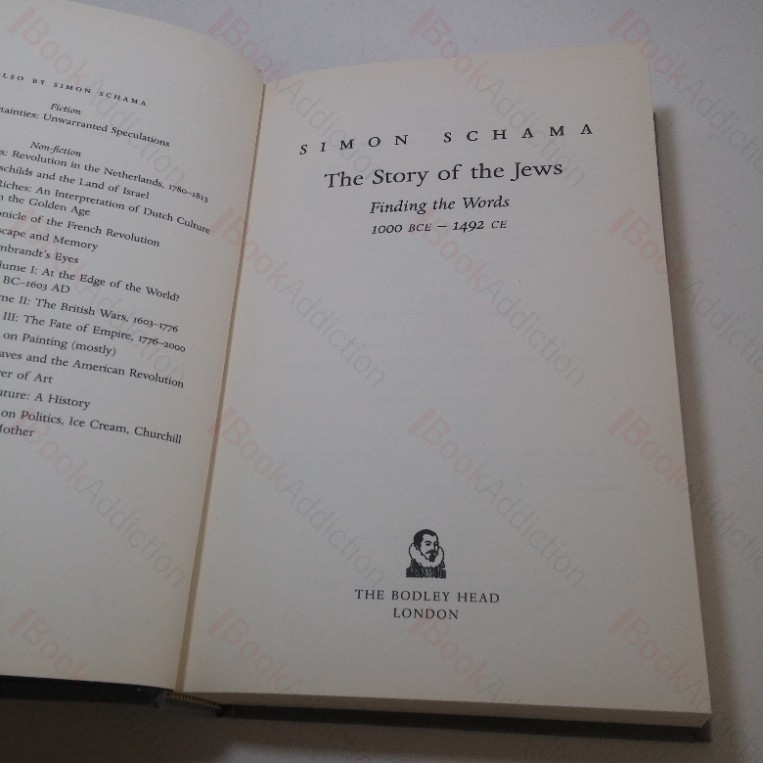 LSO BY SIMON SCHAMA
Fiction
tainties: Unwarranted Speculations
Non-fiction
s: Revolution in the Netherlands, 1780–1813
schilds and the Land of Israel
Riches: An Interpretation of Dutch Culture
n the Golden Age
onicle of the French Revolution
scape and Memory
mbrandt's Eyes
lume I: At the Edge of the World?
BC–1603 AD
me II: The British Wars, 1603–1776
III: The Fate of Empire, 1776–2000
on Painting (mostly)
aves and the American Revolution
wer of Art
ature: A History
on Politics, Ice Cream, Churchill
Mother
SIMON SCHAMA
The Story of the Jews
Finding the Words
1000 BCE – 1492 CE
THE BODLEY HEAD
LONDON
BookAddiction